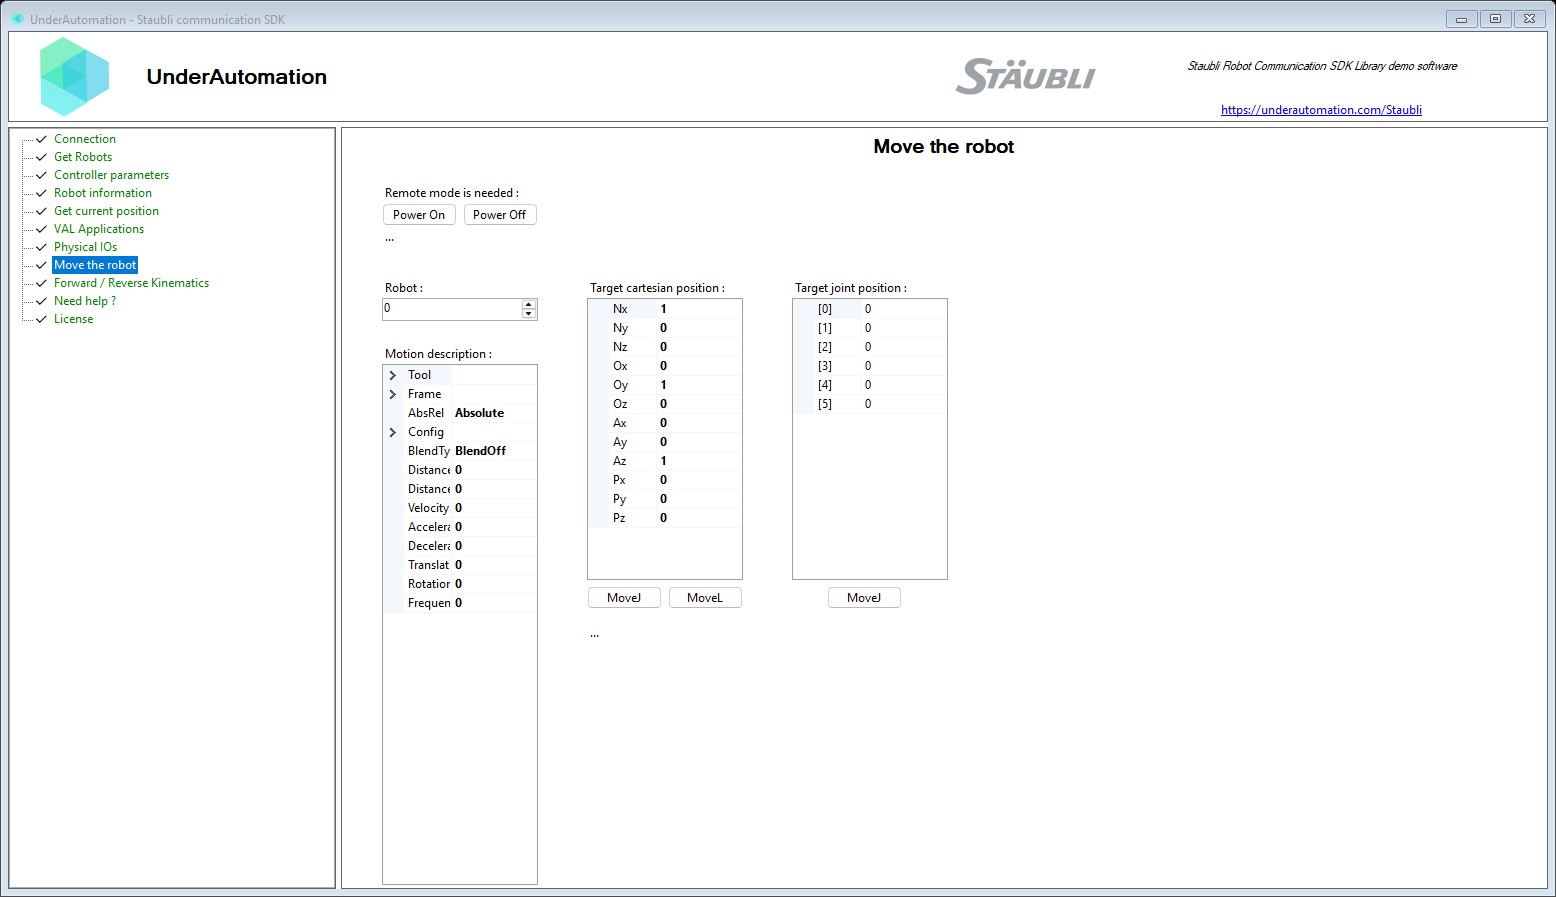 UnderAutomation - Staubli communication SDK
UnderAutomation
STÄUBLI
Staubli Robot Communication SDK Library demo software
https://underautomation.com/Staubli
Connection
Get Robots
Controller parameters
Robot information
Get current position
VAL Applications
Physical IOs
Move the robot
Forward / Reverse Kinematics
Need help ?
License
Move the robot
Remote mode is needed :
Power On Power Off
...
Robot :
0
Motion description :
Tool
Frame
AbsRel Absolute
Config
BlendTy BlendOff
Distance 0
Distance 0
Velocity 0
Accelera 0
Decelera 0
Translat 0
Rotation 0
Frequen 0
Target cartesian position :
Nx 1
Ny 0
Nz 0
Ox 0
Oy 1
Oz 0
Ax 0
Ay 0
Az 1
Px 0
Py 0
Pz 0
MoveJ MoveL
...
Target joint position :
[0] 0
[1] 0
[2] 0
[3] 0
[4] 0
[5] 0
MoveJ